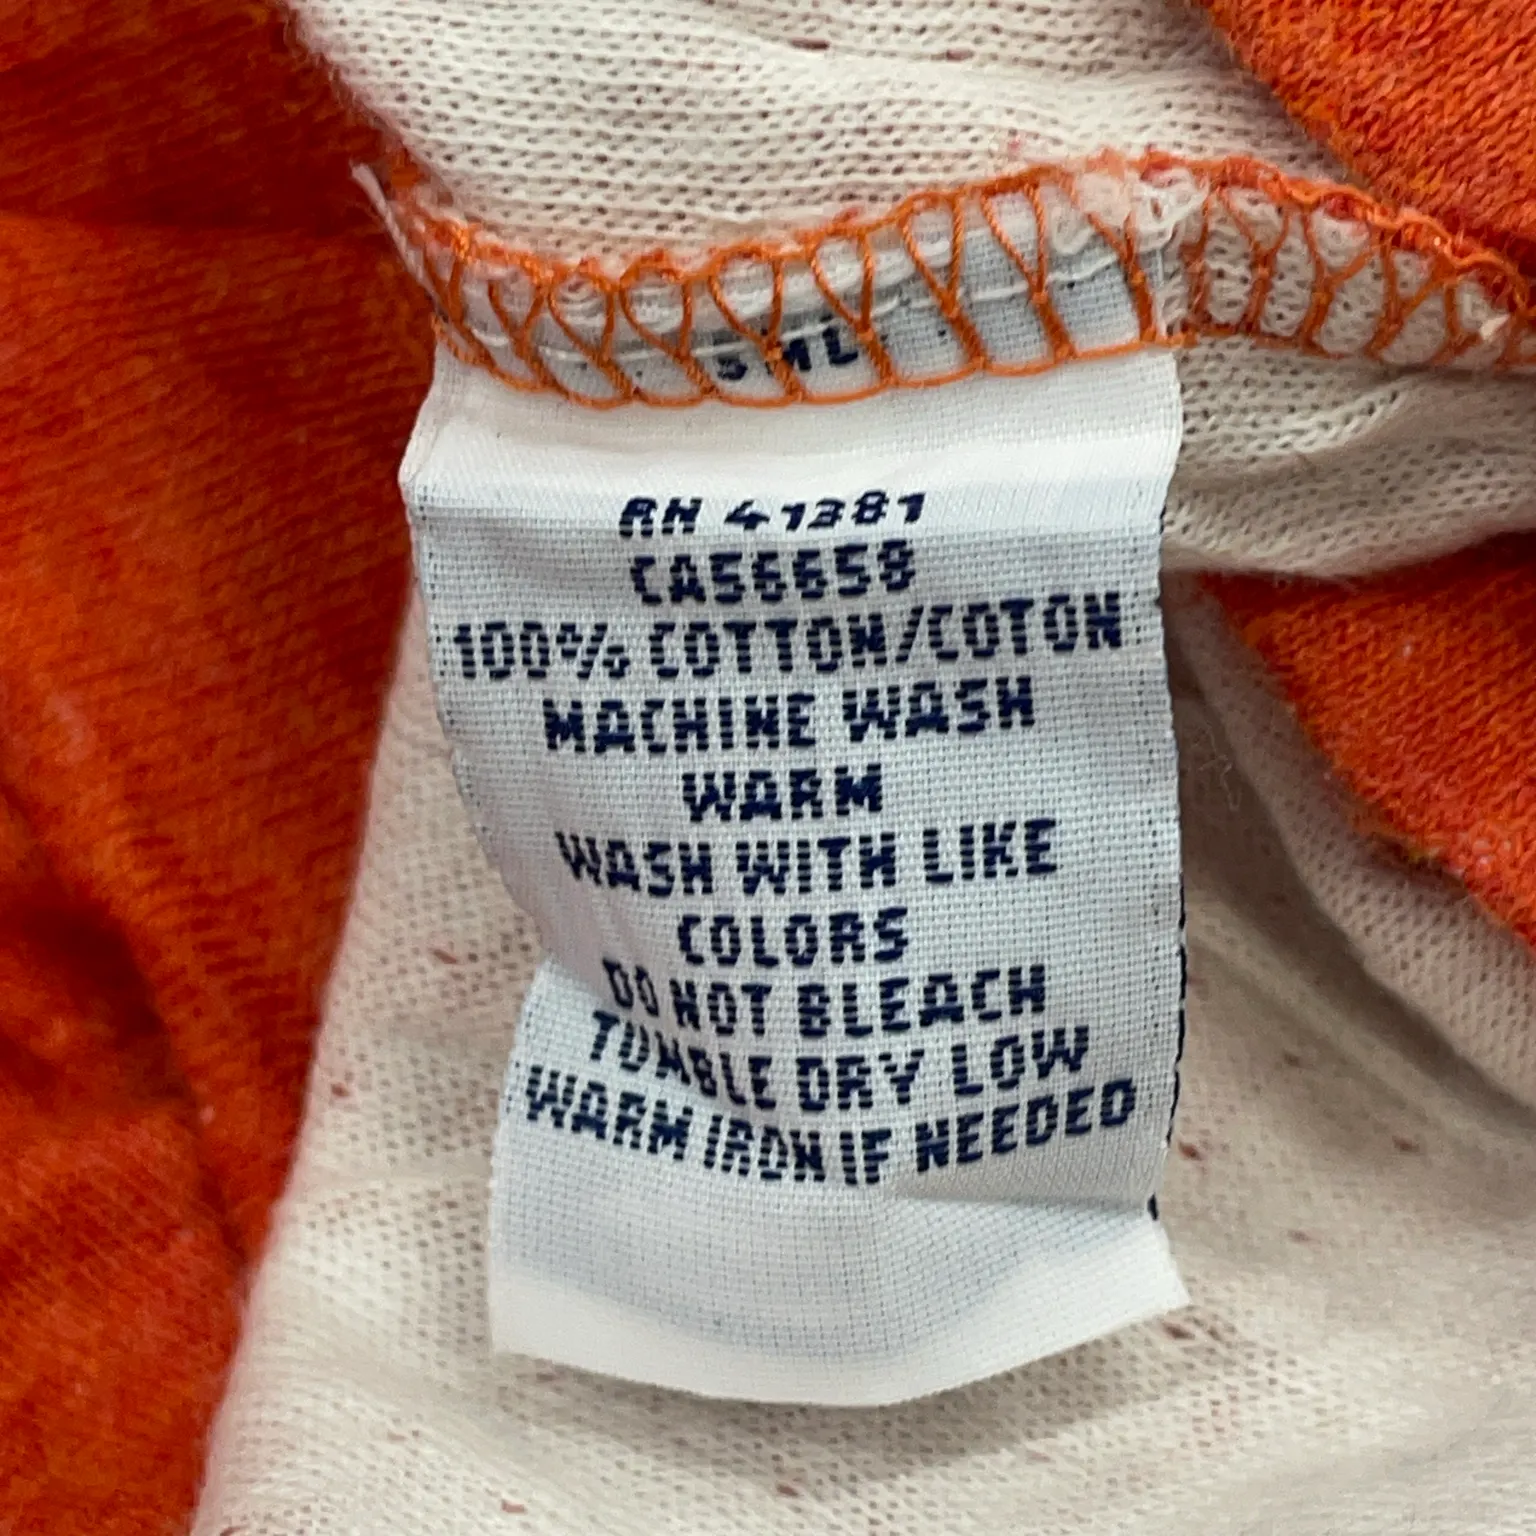 SML
RN 41381
CA56658
100% COTTON/COTON
MACHINE WASH
WARM
WASH WITH LIKE
COLORS
DO NOT BLEACH
TUMBLE DRY LOW
WARM IRON IF NEEDED